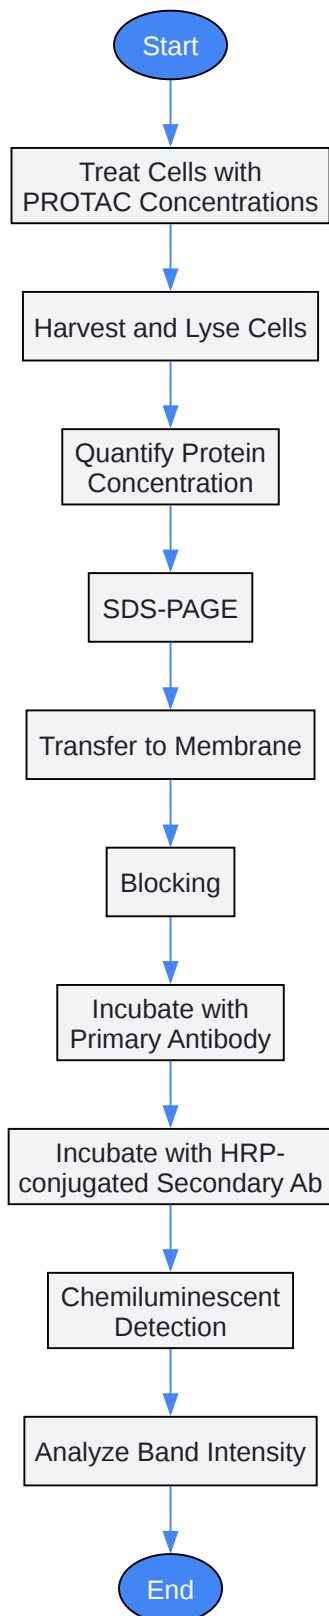 Start
Treat Cells with
PROTAC Concentrations
Harvest and Lyse Cells
Quantify Protein
Concentration
SDS-PAGE
Transfer to Membrane
Blocking
Incubate with
Primary Antibody
Incubate with HRP-
conjugated Secondary Ab
Chemiluminescent
Detection
Analyze Band Intensity
End